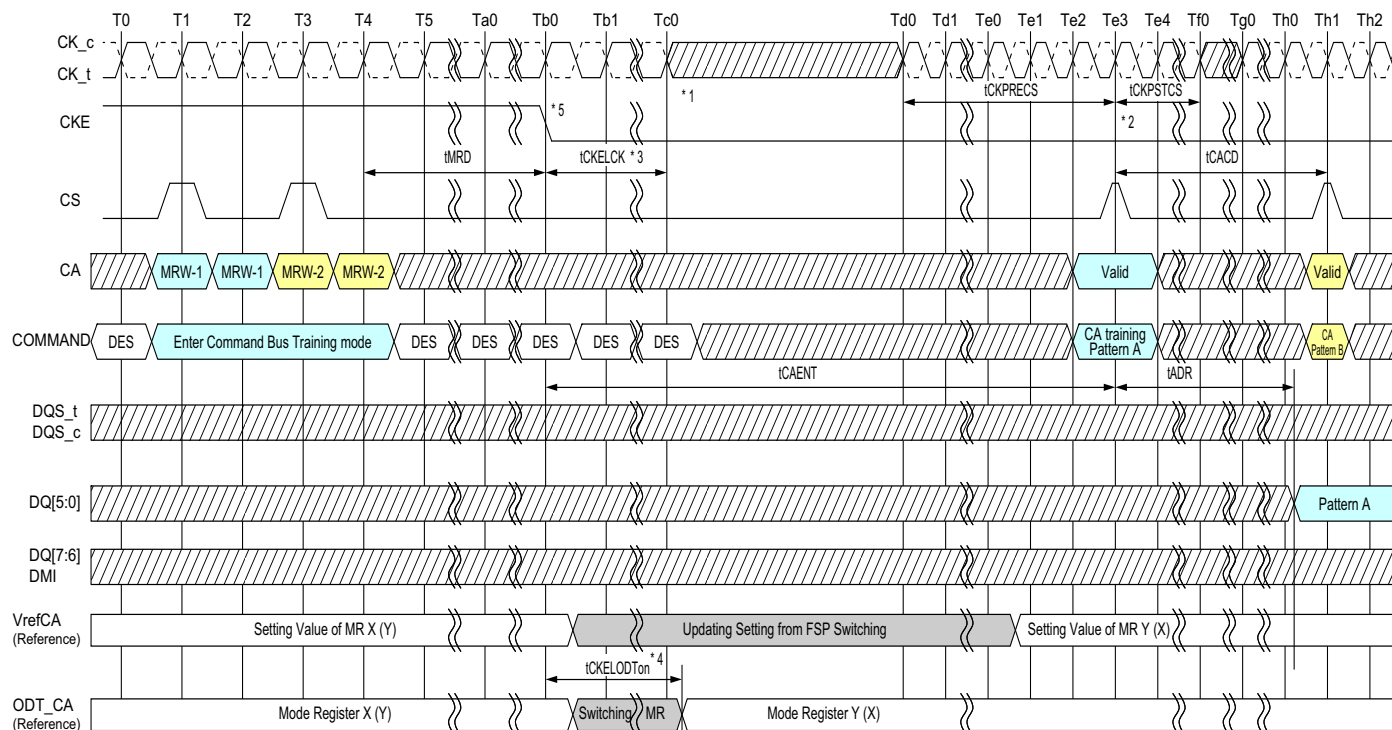 T0 T1 T2 T3 T4 T5 Ta0 Tb0 Tb1 Tc0 Td0 Td1 Te0 Te1 Te2 Te3 Te4 Tf0 Tg0 Th0 Th1 Th2
CK_c
CK_t
* 1
tCKPRECS tCKPSTCS
* 5
* 2
CKE
tMRD tCKELCK * 3 tCACD
CS
CA MRW-1 MRW-1 MRW-2 MRW-2 Valid Valid
COMMAND DES Enter Command Bus Training mode DES DES DES DES DES CA training Pattern A CA Pattern B
tCAENT tADR
DQS_t
DQS_c
DQ[5:0] Pattern A
DQ[7:6]
DMI
VrefCA
(Reference)
Setting Value of MR X (Y) Updating Setting from FSP Switching Setting Value of MR Y (X)
tCKELODTon * 4
ODT_CA
(Reference)
Mode Register X (Y) Switching MR Mode Register Y (X)